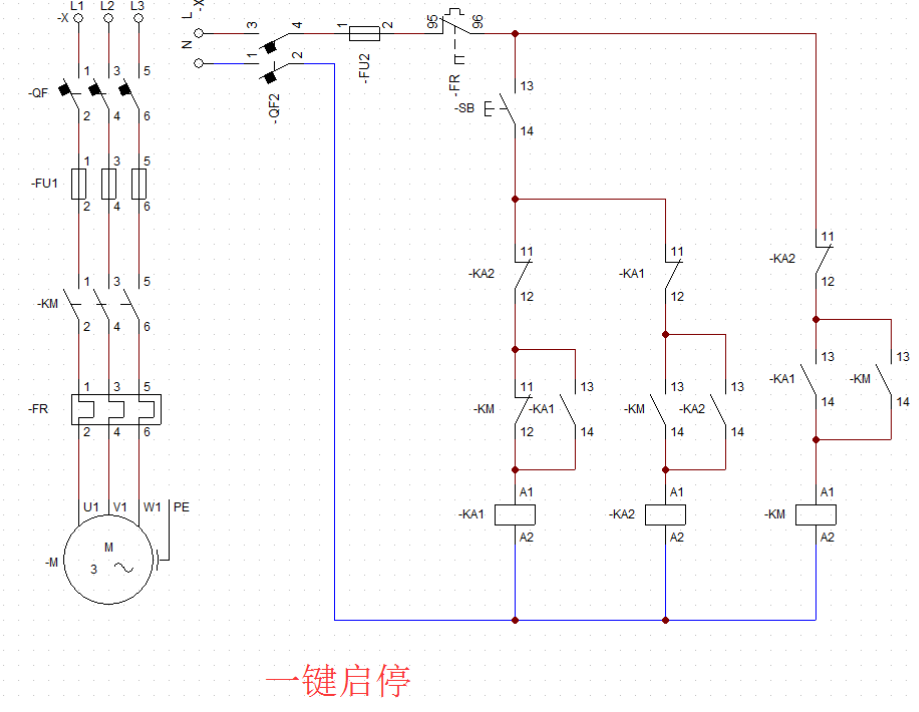 L1 L2 L3
-X
L -X
N
3 4
1 2
-QF2
1 2
-FU2
95 96
-FR
-QF
1 3 5
2 4 6
-SB
13
14
-FU1
1 3 5
2 4 6
-KA2
11
12
-KA1
11
12
-KA2
11
12
-KM
1 3 5
2 4 6
-KM
11
12
-KA1
13
14
-KM
13
14
-KA2
13
14
-KA1
13
14
-KM
13
14
-FR
1 3 5
2 4 6
-KA1
A1
A2
-KA2
A1
A2
-KM
A1
A2
U1 V1 W1 PE
-M
M
3
一键启停